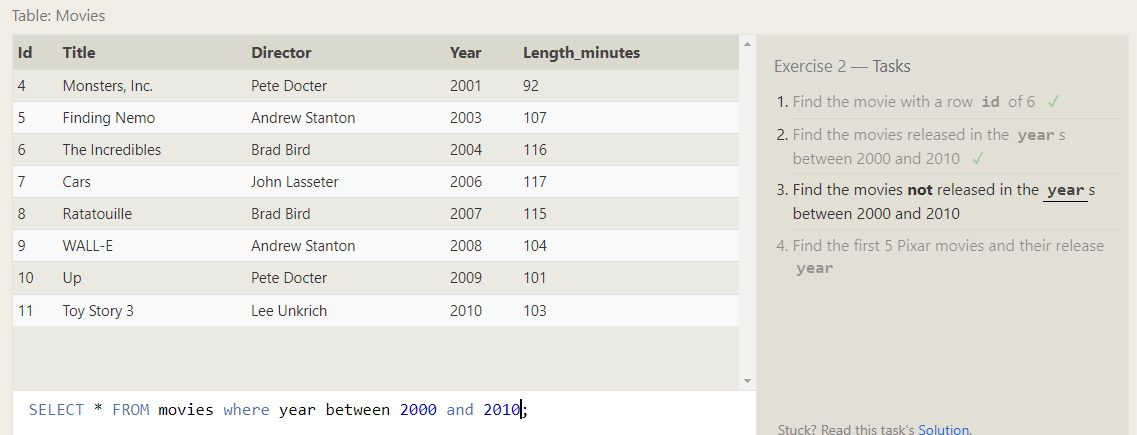 Table: Movies
Id Title Director Year Length_minutes
4 Monsters, Inc. Pete Docter 2001 92
5 Finding Nemo Andrew Stanton 2003 107
6 The Incredibles Brad Bird 2004 116
7 Cars John Lasseter 2006 117
8 Ratatouille Brad Bird 2007 115
9 WALL-E Andrew Stanton 2008 104
10 Up Pete Docter 2009 101
11 Toy Story 3 Lee Unkrich 2010 103
SELECT * FROM movies where year between 2000 and 2010;
Exercise 2 — Tasks
1. Find the movie with a row id of 6 ✓
2. Find the movies released in the year s
between 2000 and 2010 ✓
3. Find the movies not released in the year s
between 2000 and 2010
4. Find the first 5 Pixar movies and their release
year
Stuck? Read this task's Solution.